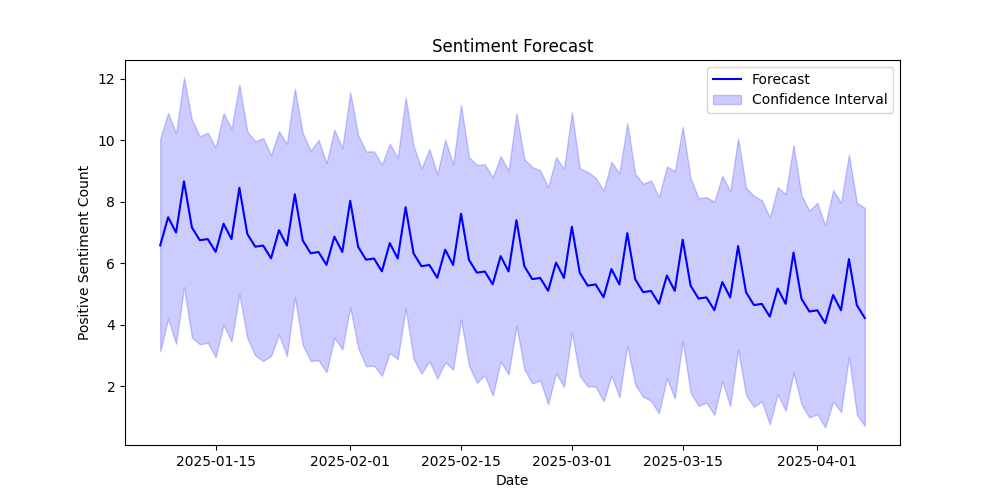 Sentiment Forecast
Forecast
Confidence Interval
Positive Sentiment Count
12
10
8
6
4
2
2025-01-15
2025-02-01
2025-02-15
2025-03-01
2025-03-15
2025-04-01
Date